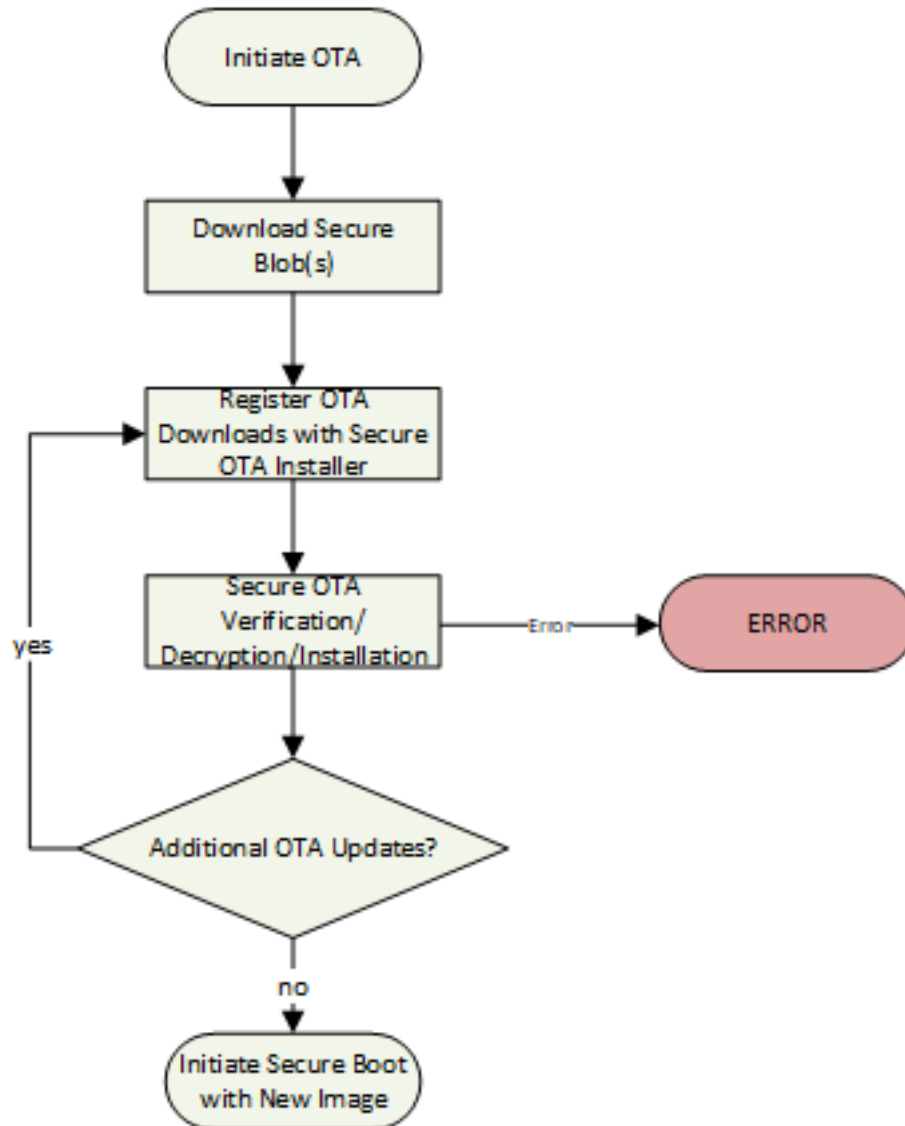 Initiate OTA
Download Secure
Blob(s)
Register OTA
Downloads with Secure
OTA Installer
Secure OTA
Verification/
Decryption/Installation
Error
ERROR
yes
Additional OTA Updates?
no
Initiate Secure Boot
with New Image